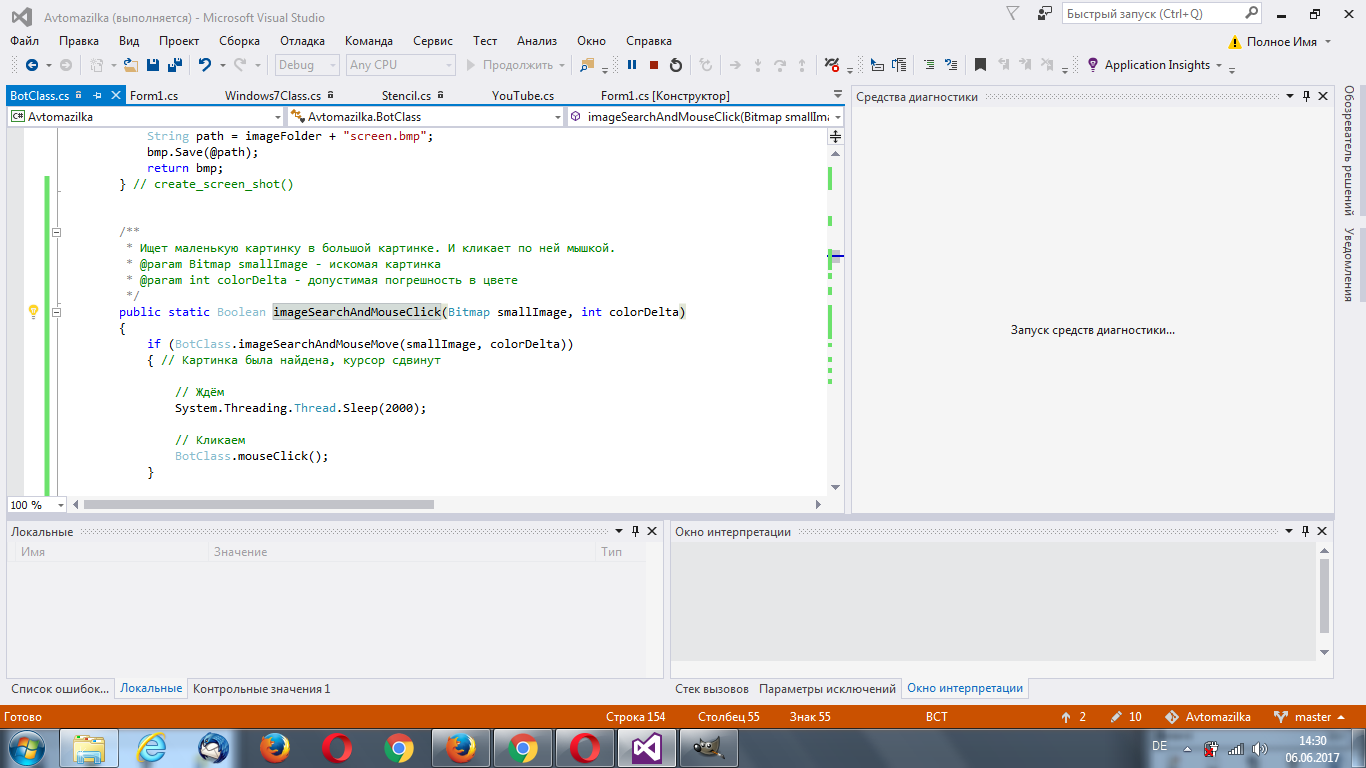 Avtomazilka (выполняется) - Microsoft Visual Studio
Быстрый запуск (Ctrl+Q)
Файл Правка Вид Проект Сборка Отладка Команда Сервис Тест Анализ Окно Справка
Полное Имя
Debug Any CPU Продолжить Application Insights
BotClass.cs Form1.cs Windows7Class.cs Stencil.cs YouTube.cs Form1.cs [Конструктор]
C# Avtomazilka Avtomazilka.BotClass imageSearchAndMouseClick(Bitmap smallIma
String path = imageFolder + "screen.bmp";
bmp.Save(@path);
return bmp;
} // create_screen_shot()
/**
* Ищет маленькую картинку в большой картинке. И кликает по ней мышкой.
* @param Bitmap smallImage - искомая картинка
* @param int colorDelta - допустимая погрешность в цвете
*/
public static Boolean imageSearchAndMouseClick(Bitmap smallImage, int colorDelta)
{
if (BotClass.imageSearchAndMouseMove(smallImage, colorDelta))
{ // Картинка была найдена, курсор сдвинут
// Ждём
System.Threading.Thread.Sleep(2000);
// Кликаем
BotClass.mouseClick();
}
100 %
Средства диагностики
Запуск средств диагностики...
Обозреватель решений
Уведомления
Локальные
Имя Значение Тип
Список ошибок... Локальные Контрольные значения 1
Окно интерпретации
Стек вызовов Параметры исключений Окно интерпретации
Готово Строка 154 Столбец 55 Знак 55 ВСТ 2 10 Avtomazilka master
DE
14:30
06.06.2017